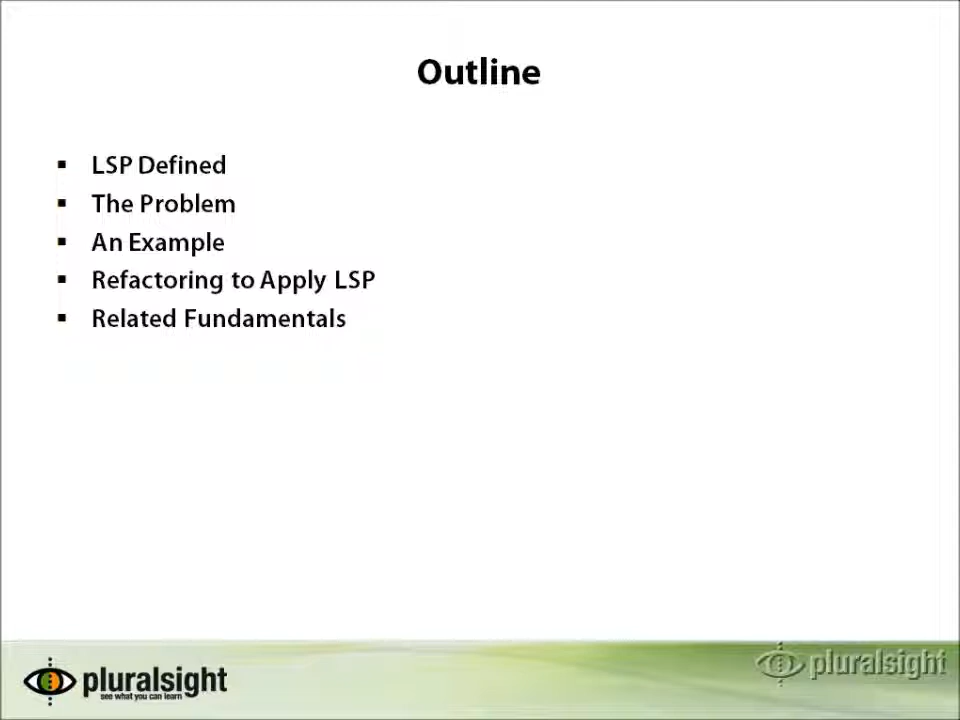 Outline
▪ LSP Defined
▪ The Problem
▪ An Example
▪ Refactoring to Apply LSP
▪ Related Fundamentals
pluralsight
see what you can learn
pluralsight